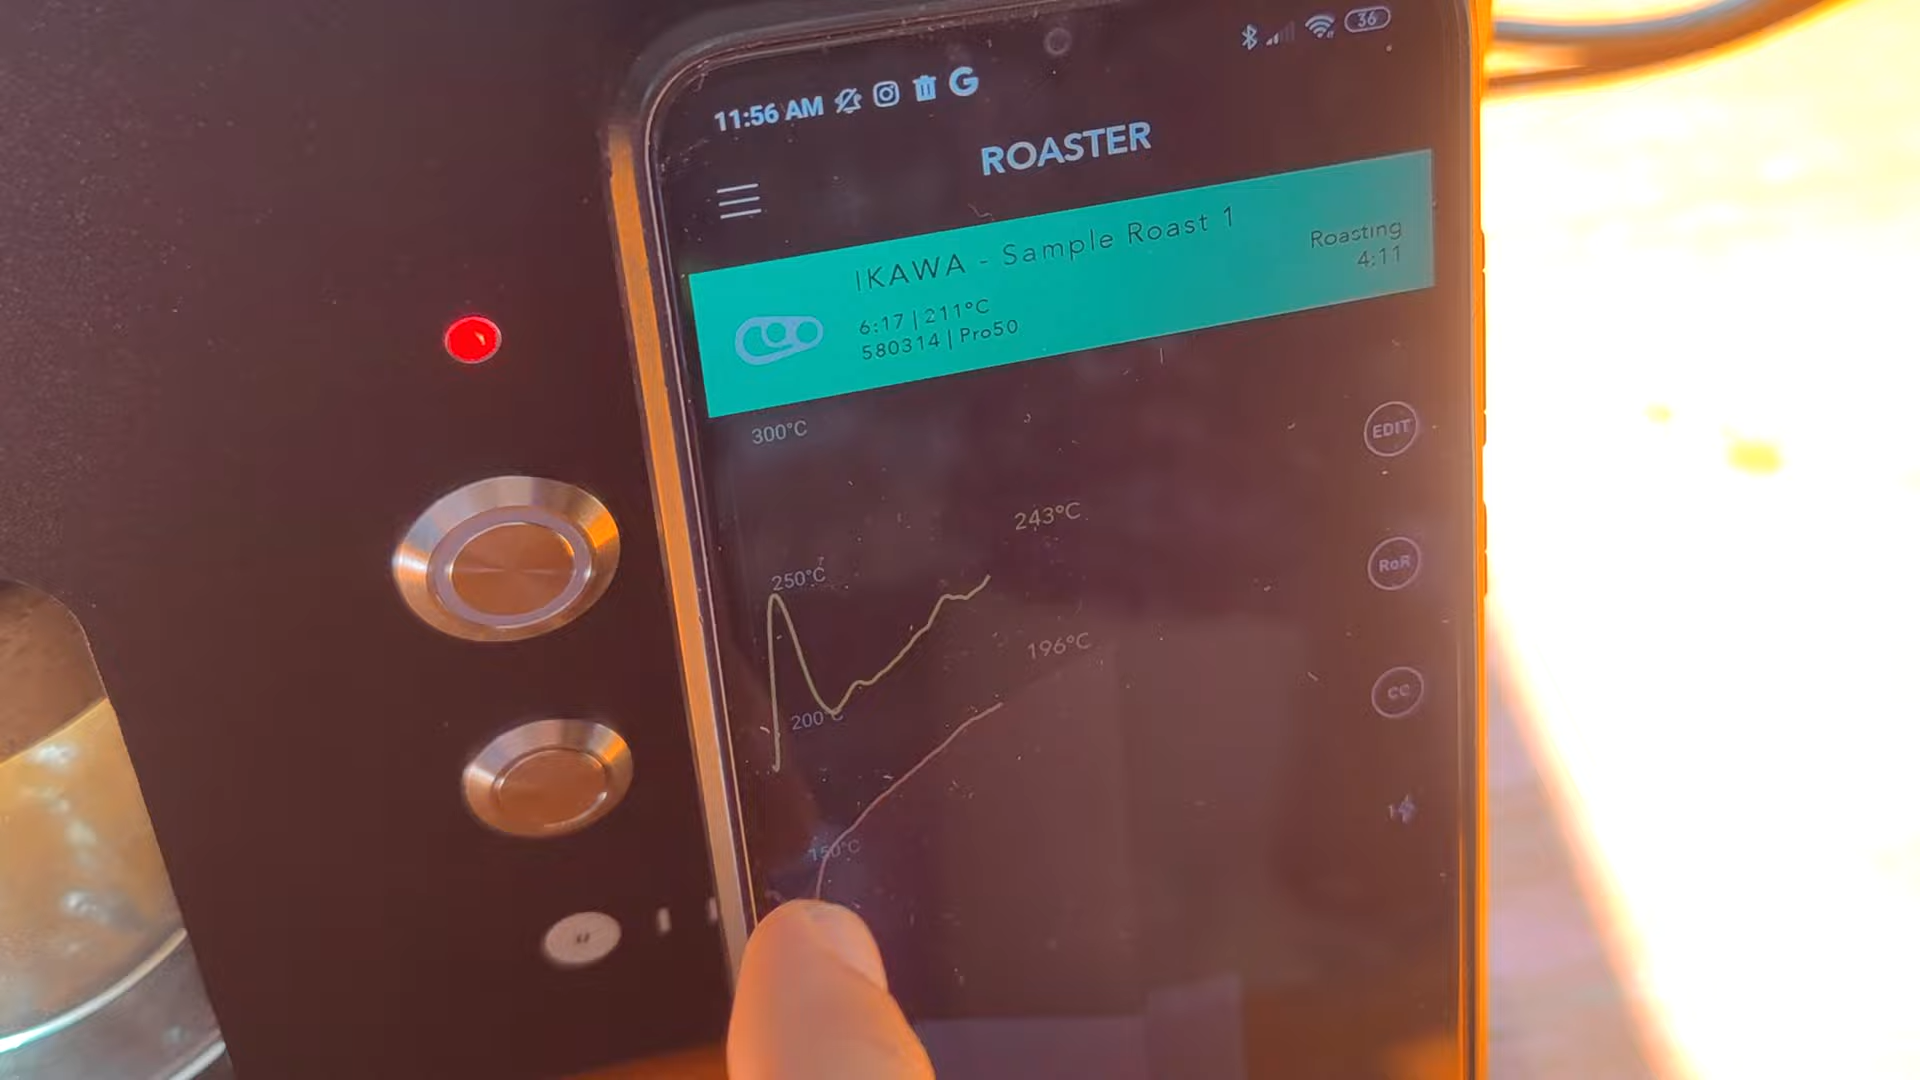 11:56 AM
36
ROASTER
IKAWA - Sample Roast 1
Roasting
4:11
6:17 | 211°C
580314 | Pro50
300°C
EDIT
243°C
250°C
RoR
196°C
200°C
CC
150°C